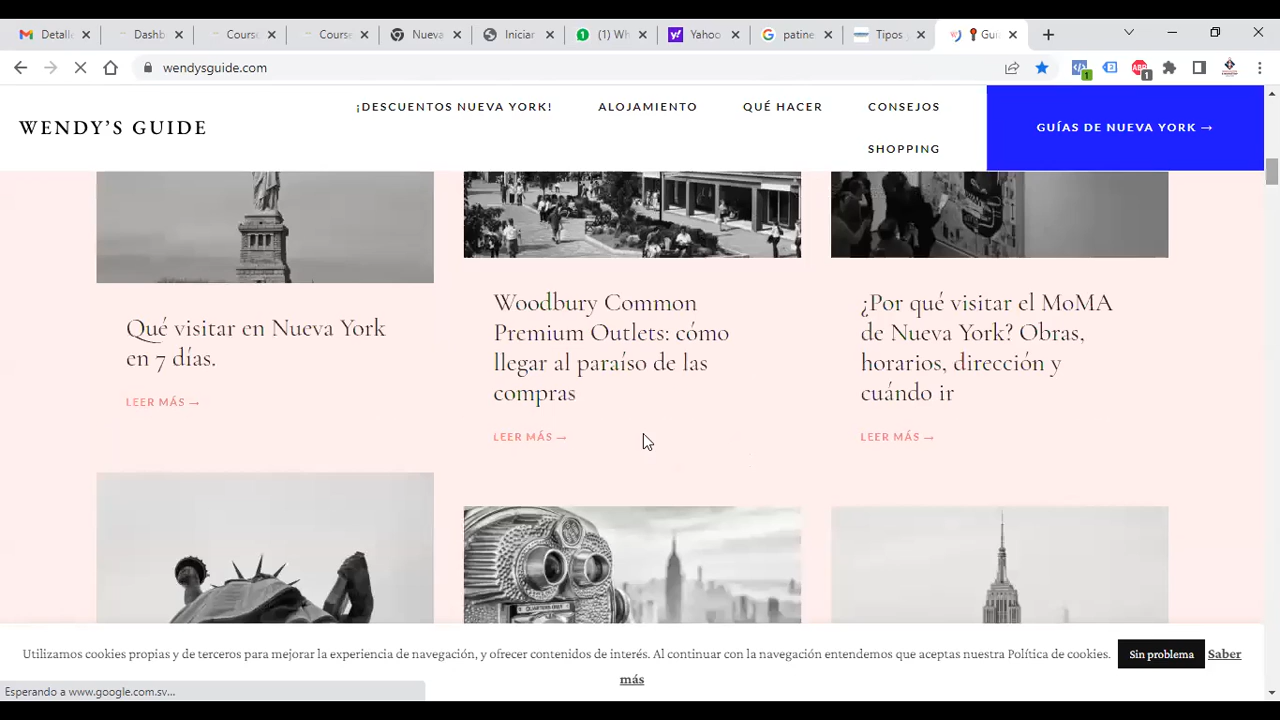 Detalle
Dashb
Course
Course
Nueva
Iniciar
(1) Wh
Yahoo
patine
Tipos
Gui
wendysguide.com
WENDY'S GUIDE
¡DESCUENTOS NUEVA YORK!
ALOJAMIENTO
QUÉ HACER
CONSEJOS
SHOPPING
GUÍAS DE NUEVA YORK →
Qué visitar en Nueva York
en 7 días.
LEER MÁS →
Woodbury Common
Premium Outlets: cómo
llegar al paraíso de las
compras
LEER MÁS →
¿Por qué visitar el MoMA
de Nueva York? Obras,
horarios, dirección y
cuándo ir
LEER MÁS →
QUARTERS ONLY
Utilizamos cookies propias y de terceros para mejorar la experiencia de navegación, y ofrecer contenidos de interés. Al continuar con la navegación entendemos que aceptas nuestra Política de cookies.
Sin problema
Saber
más
Esperando a www.google.com.sv...